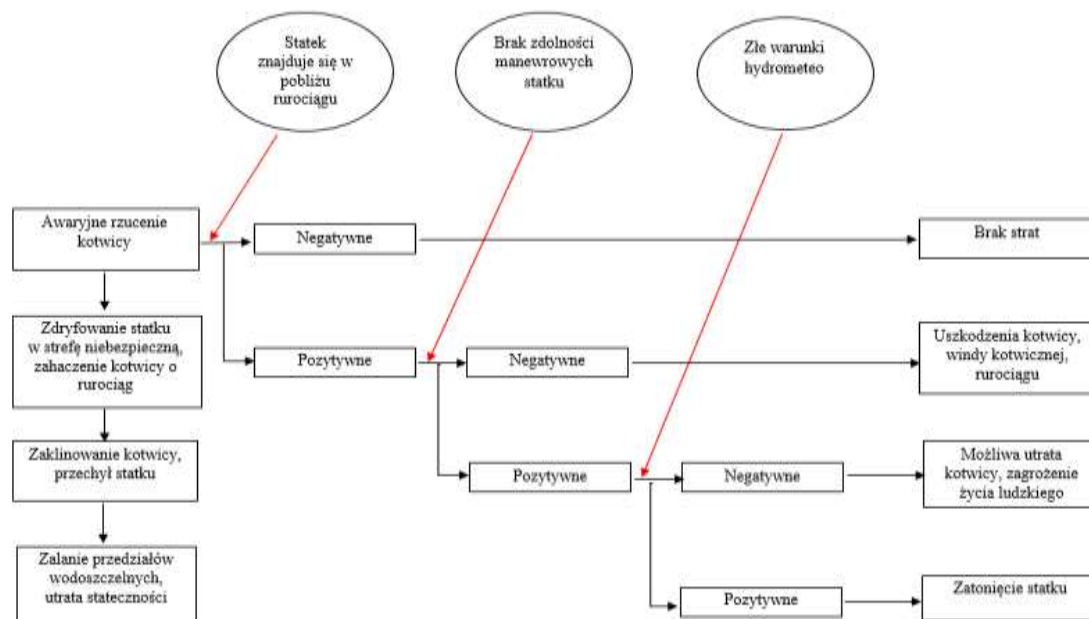 Statek
znajduje się w
pobliżu
rurociągu
Brak zdolności
manewrowych
statku
Złe warunki
hydrometeo
Awaryjne rzucenie
kotwicy
Negatywne
Brak strat
Zdryfowanie statku
w strefę niebezpieczną,
zahaczenie kotwicy o
rurociąg
Pozytywne
Negatywne
Uszkodzenia kotwicy,
windy kotwicznej,
rurociągu
Zaklinowanie kotwicy,
przechył statku
Pozytywne
Negatywne
Możliwa utrata
kotwicy, zagrożenie
życia ludzkiego
Zalanie przedziałów
wodoszczelnych,
utrata stateczności
Pozytywne
Zatonięcie statku